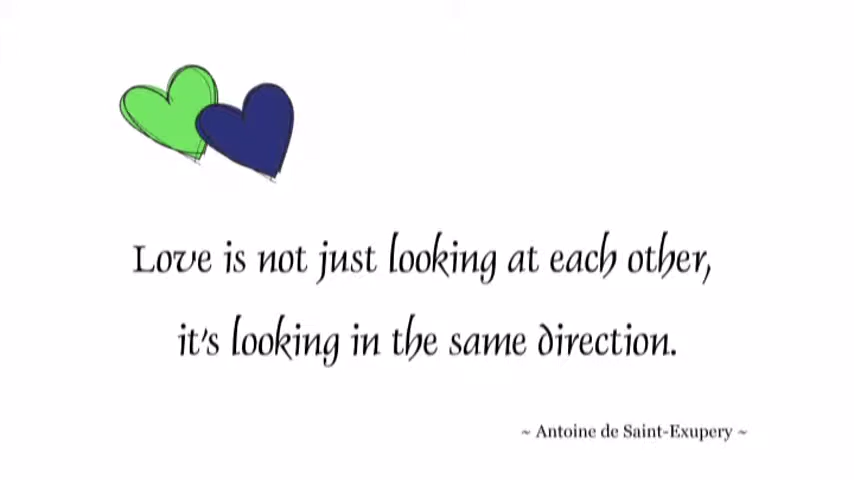 Love is not just looking at each other,
it's looking in the same direction.
~ Antoine de Saint-Exupery ~